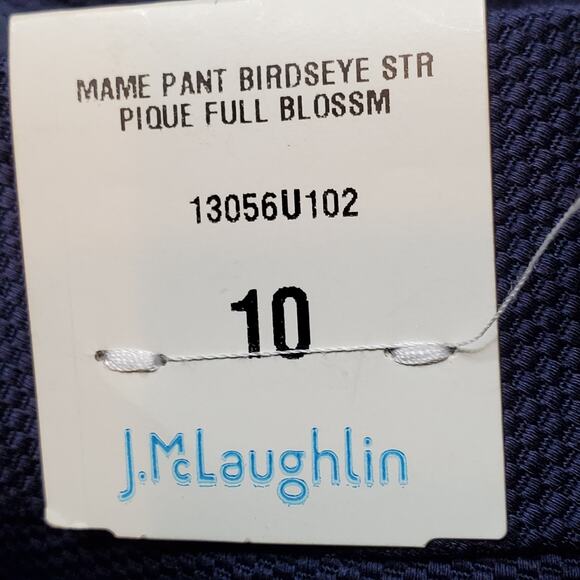 MAME PANT BIRDSEYE STR
PIQUE FULL BLOSSM
13056U102
10
J.McLaughlin